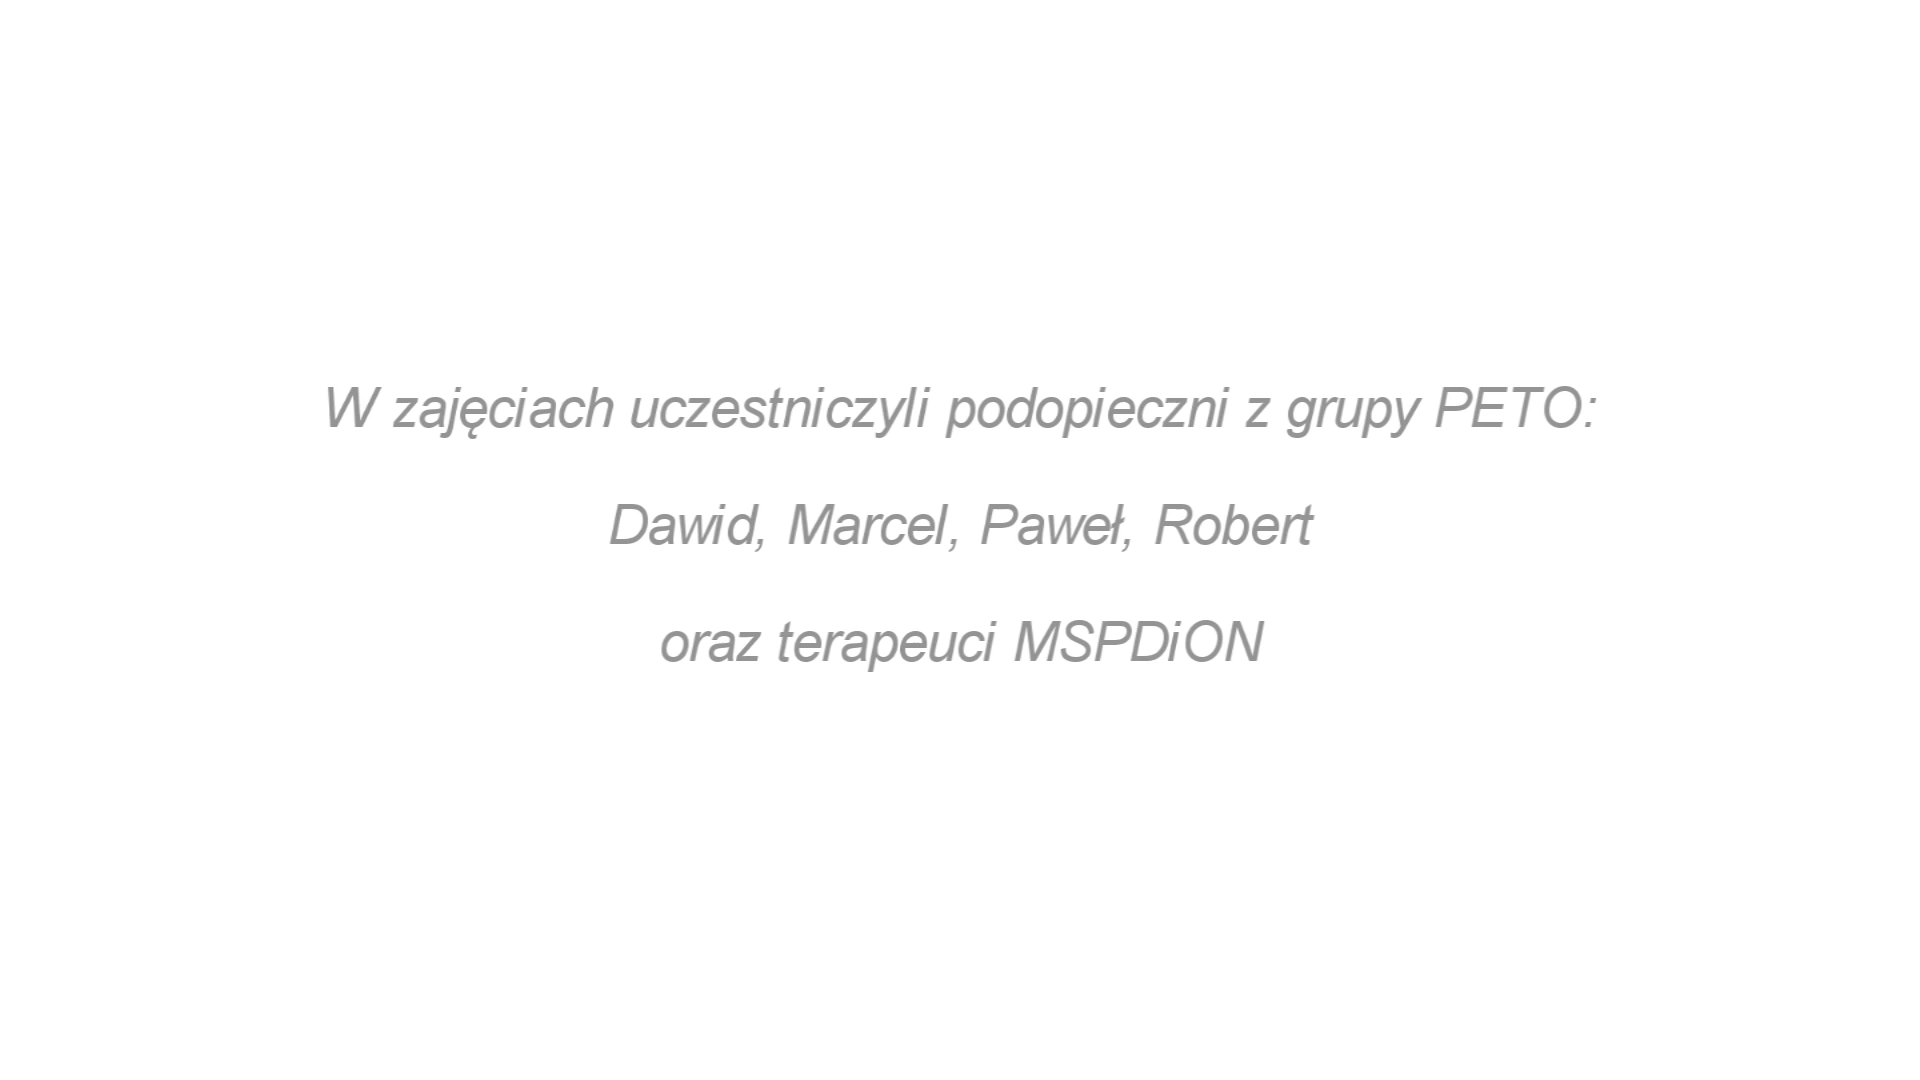 W zajęciach uczestniczyli podopieczni z grupy PETO:
Dawid, Marcel, Paweł, Robert
oraz terapeuci MSPDiON